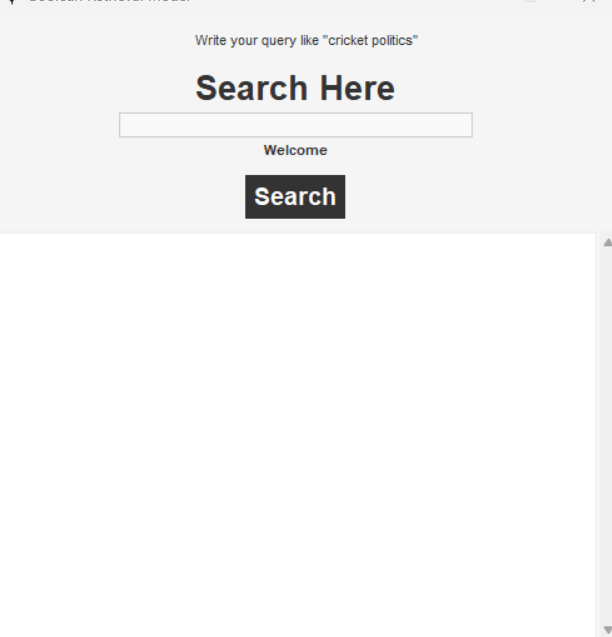 Write your query like "cricket politics"
Search Here
Welcome
Search